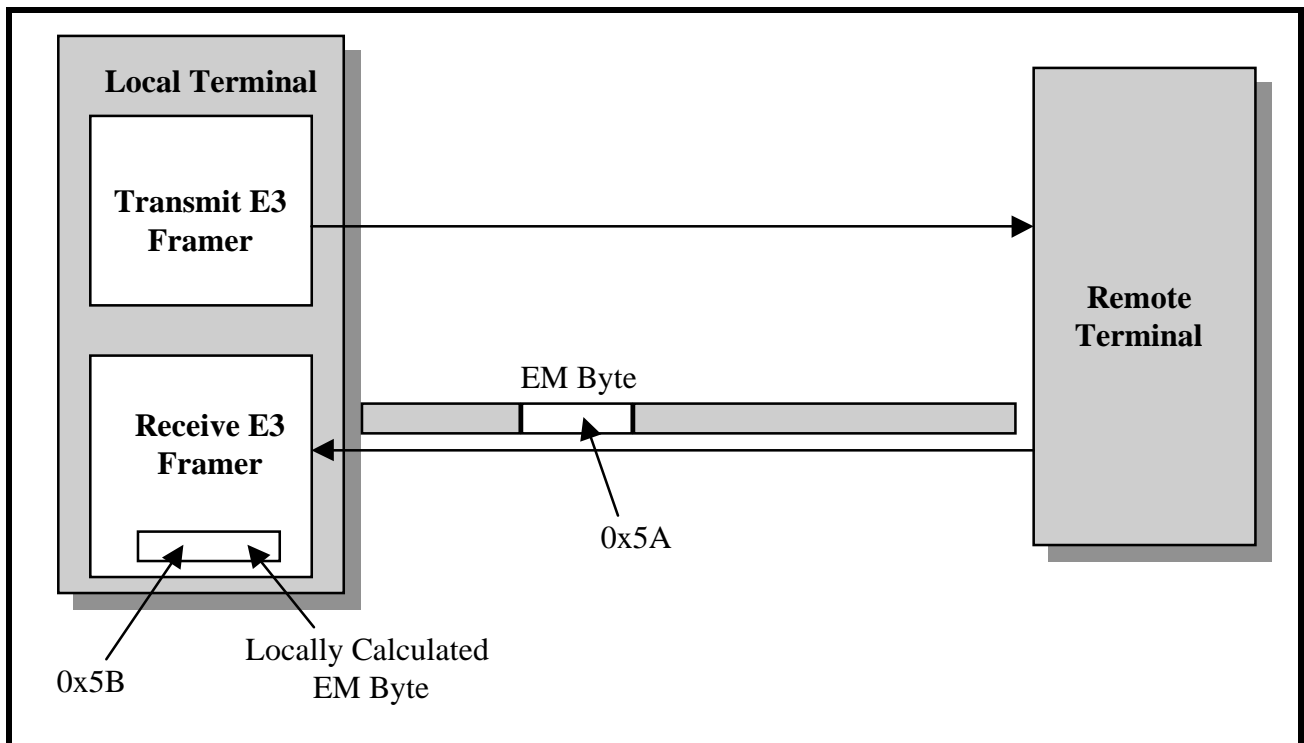 Local Terminal
Transmit E3
Framer
Remote
Terminal
EM Byte
Receive E3
Framer
0x5A
Locally Calculated
EM Byte
0x5B